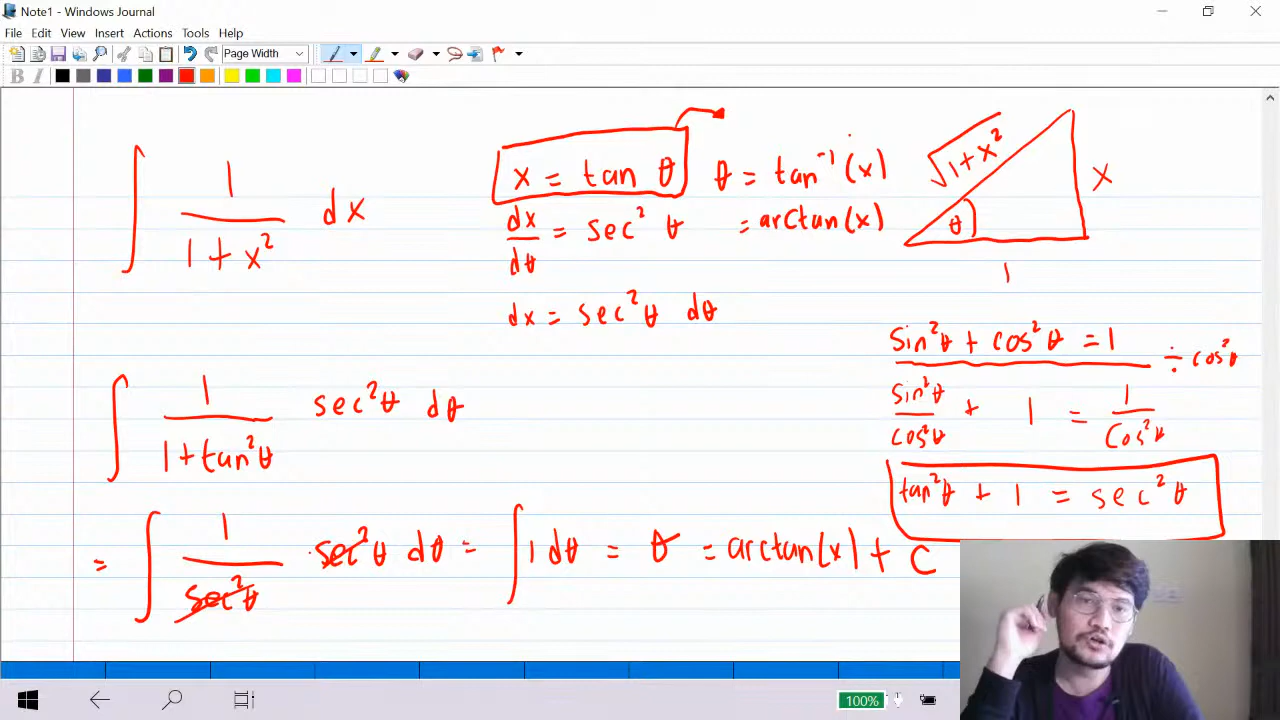 Note1 - Windows Journal
File Edit View Insert Actions Tools Help
Page Width
B I
∫ 1/(1 + x²) dx
x = tan θ
θ = tan⁻¹(x)
dx/dθ = sec² θ
= arctan(x)
dx = sec²θ dθ
√1+x²
x
θ
1
sin²θ + cos²θ = 1 ÷ cos²θ
sin²θ/cos²θ + 1 = 1/cos²θ
tan²θ + 1 = sec²θ
∫ 1/(1+tan²θ) sec²θ dθ
= ∫ 1/sec²θ · sec²θ dθ = ∫ 1 dθ = θ = arctan(x) + C
100%